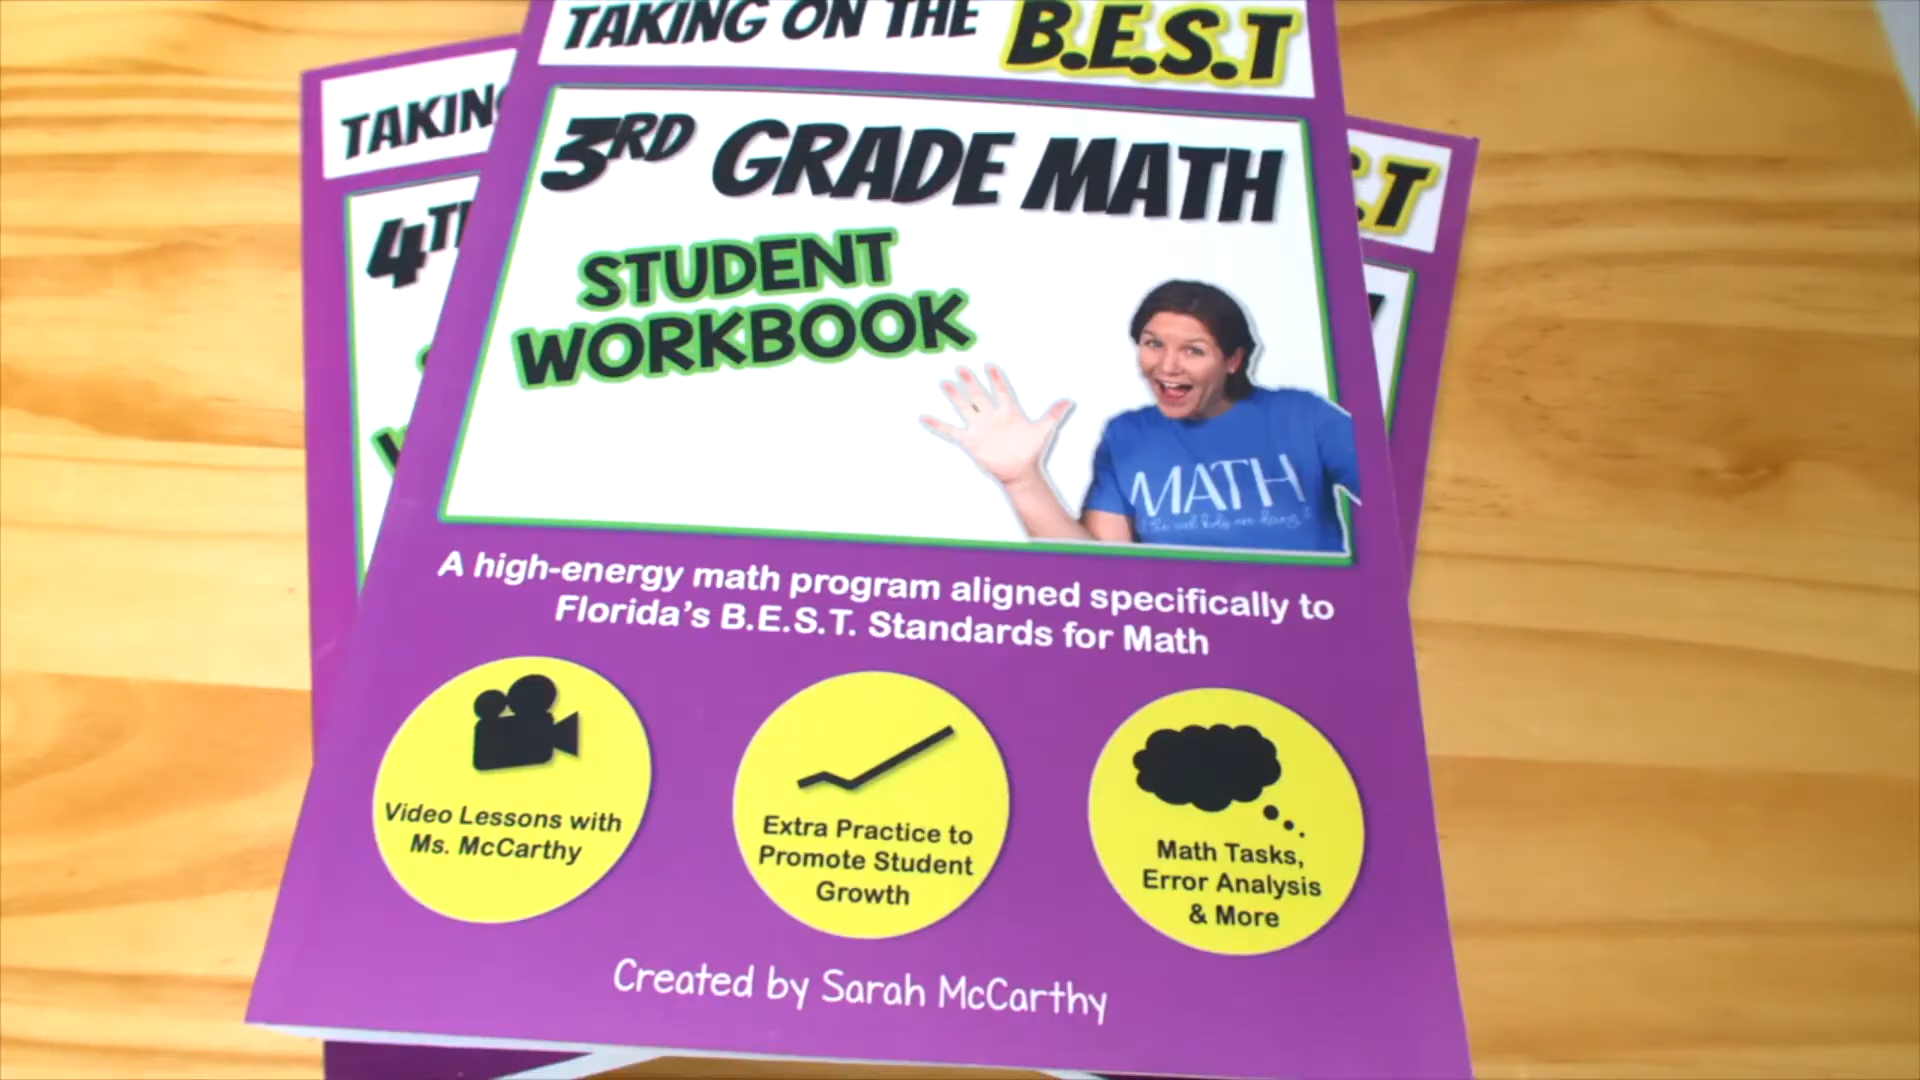 TAKING ON THE B.E.S.T
3RD GRADE MATH
STUDENT
WORKBOOK
MATH
A high-energy math program aligned specifically to
Florida's B.E.S.T. Standards for Math
Video Lessons with
Ms. McCarthy
Extra Practice to
Promote Student
Growth
Math Tasks,
Error Analysis
& More
Created by Sarah McCarthy
TAKING
4TH
.T